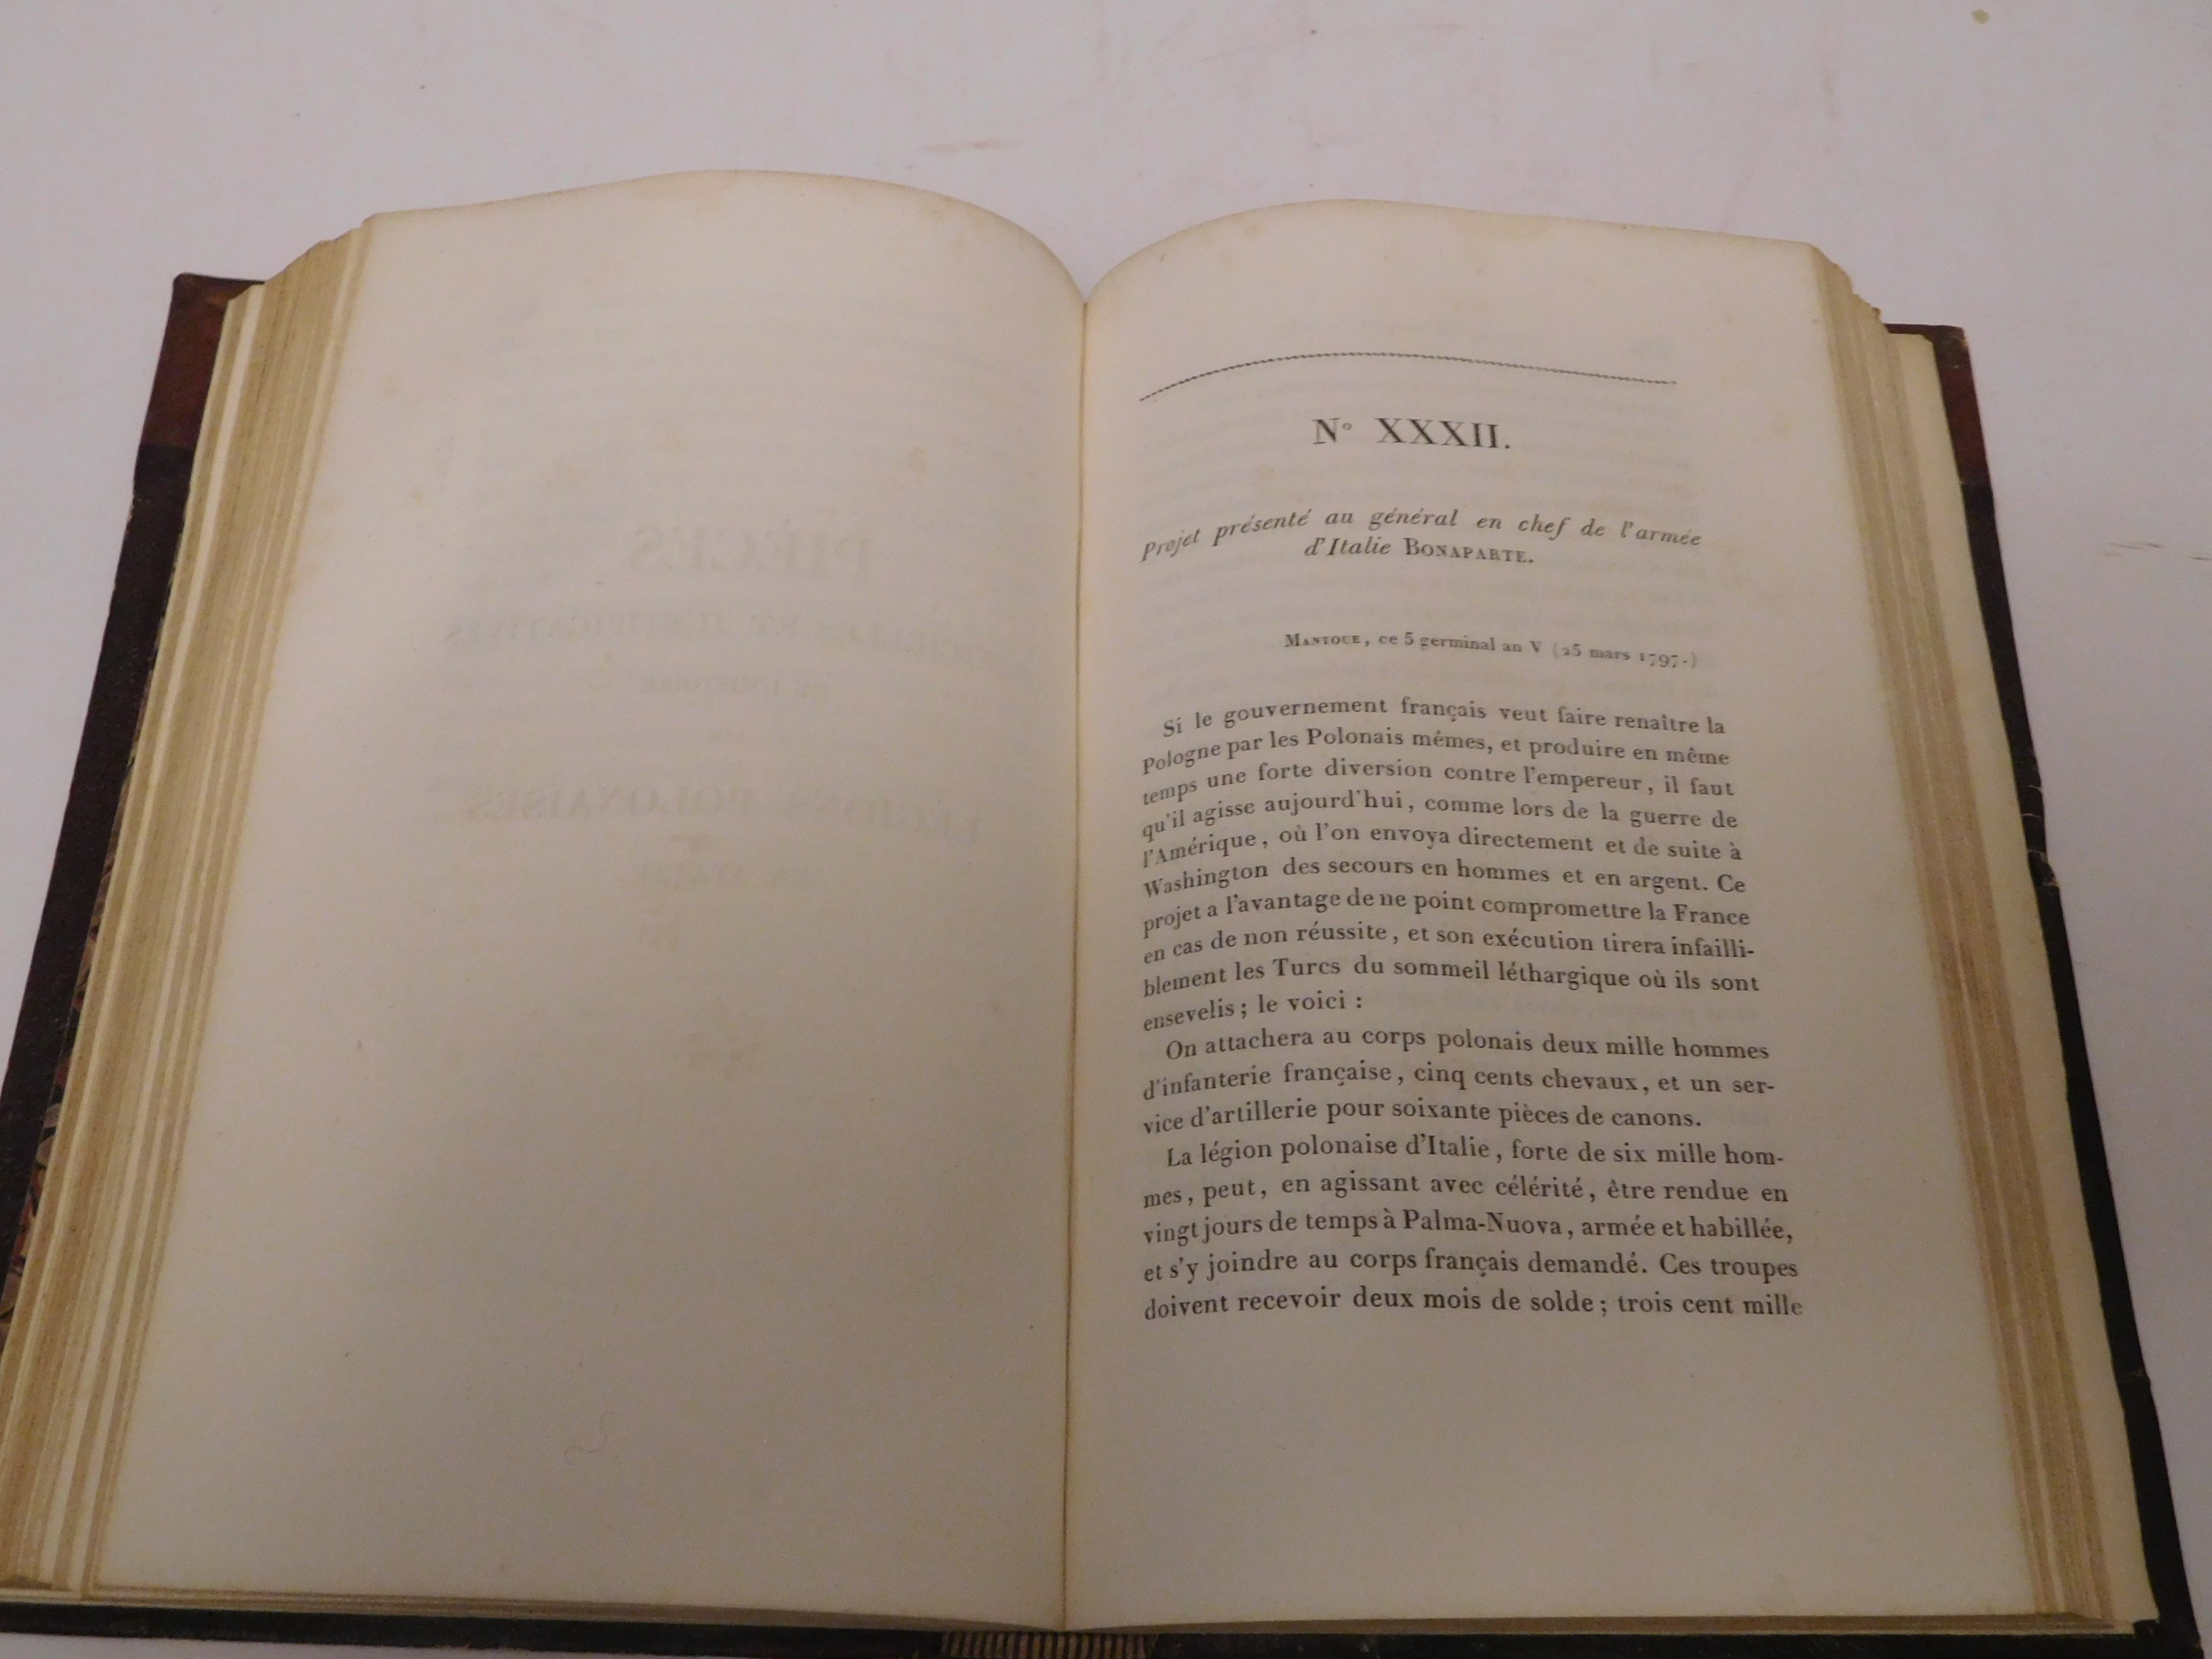 N° XXXII.
Projet présenté au général en chef de l'armée
d'Italie BONAPARTE.
MANTOUE, ce 5 germinal an V (25 mars 1797.)
Si le gouvernement français veut faire renaître la
Pologne par les Polonais mêmes, et produire en même
temps une forte diversion contre l'empereur, il faut
qu'il agisse aujourd'hui, comme lors de la guerre de
l'Amérique, où l'on envoya directement et de suite à
Washington des secours en hommes et en argent. Ce
projet a l'avantage de ne point compromettre la France
en cas de non réussite, et son exécution tirera infailli-
blement les Turcs du sommeil léthargique où ils sont
ensevelis; le voici :
On attachera au corps polonais deux mille hommes
d'infanterie française, cinq cents chevaux, et un ser-
vice d'artillerie pour soixante pièces de canons.
La légion polonaise d'Italie, forte de six mille hom-
mes, peut, en agissant avec célérité, être rendue en
vingt jours de temps à Palma-Nuova, armée et habillée,
et s'y joindre au corps français demandé. Ces troupes
doivent recevoir deux mois de solde; trois cent mille